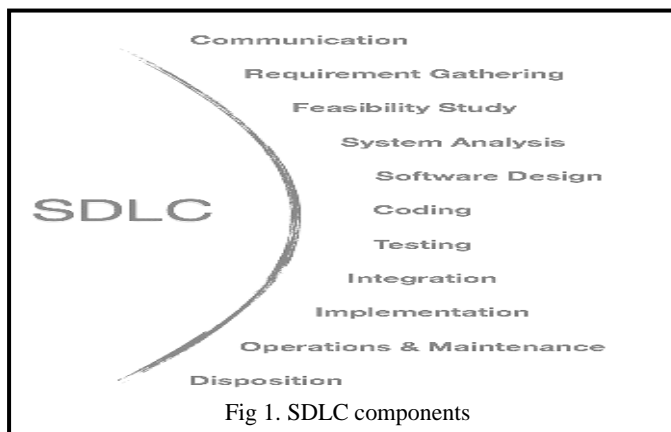 Communication
Requirement Gathering
Feasibility Study
System Analysis
Software Design
SDLC
Coding
Testing
Integration
Implementation
Operations & Maintenance
Disposition
Fig 1. SDLC components